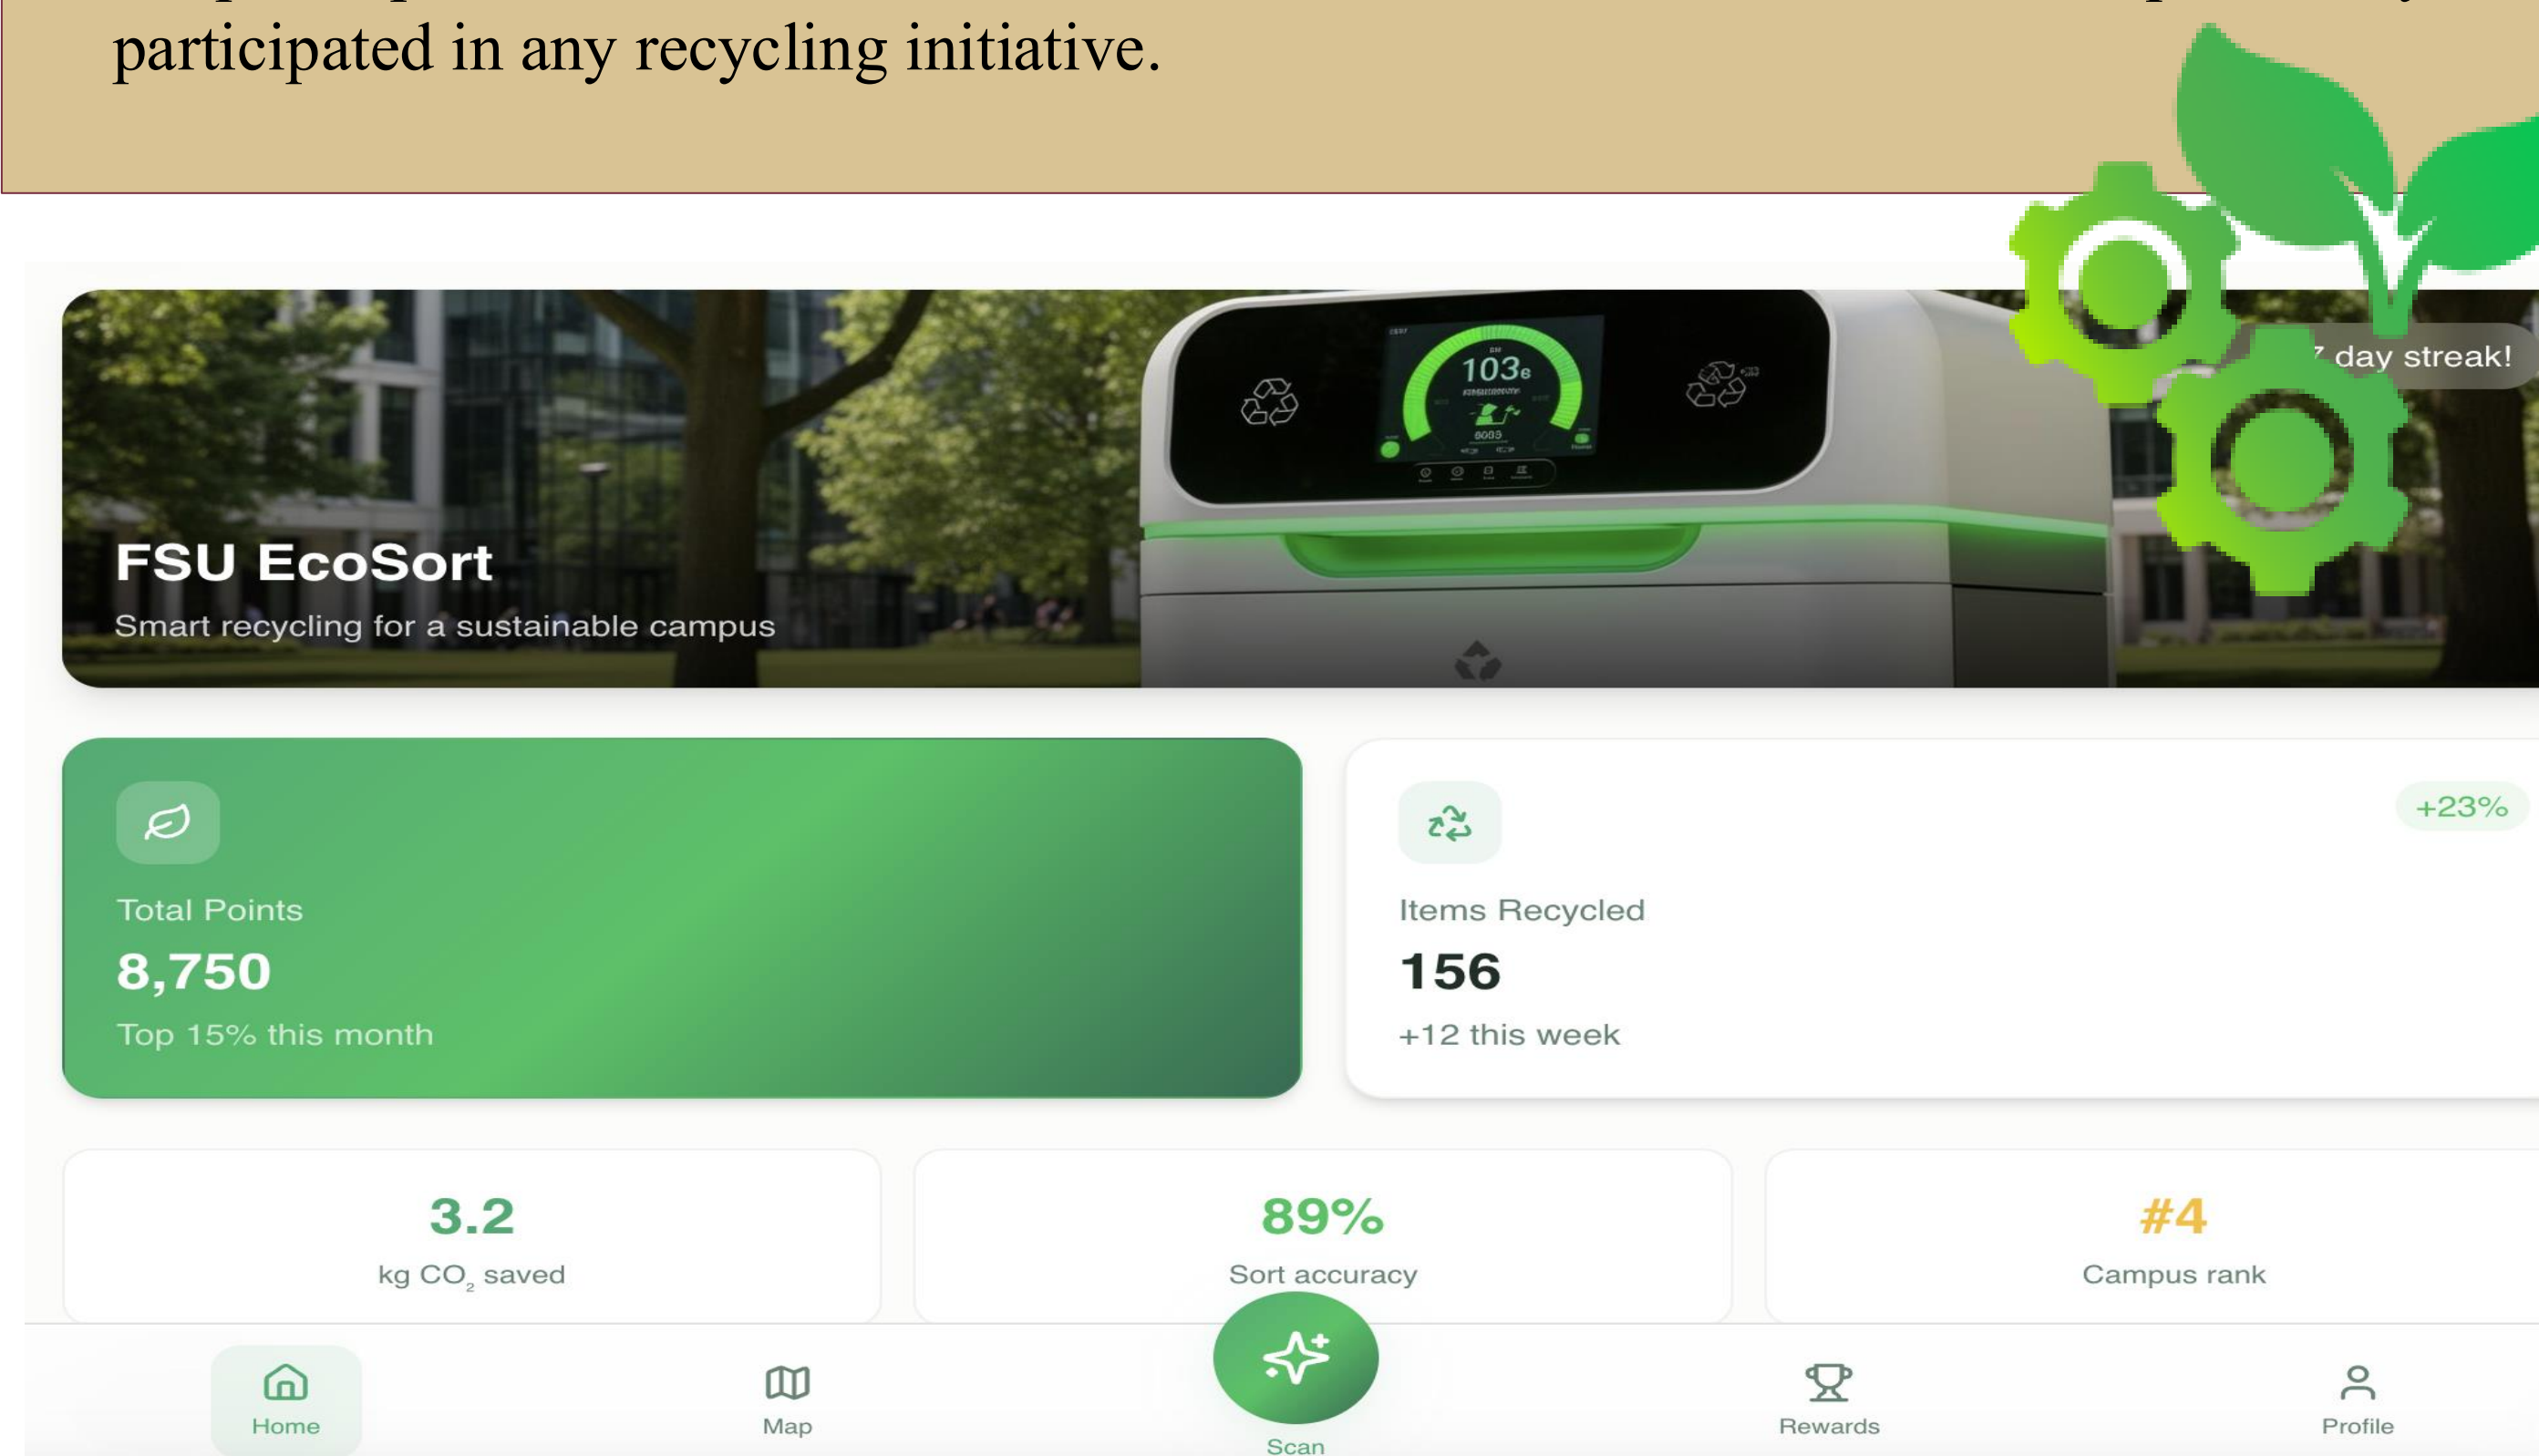 participated in any recycling initiative.
day streak!
103
FSU EcoSort
Smart recycling for a sustainable campus
+23%
Total Points
Items Recycled
8,750
156
Top 15% this month
+12 this week
3.2
89%
#4
kg CO₂ saved
Sort accuracy
Campus rank
Home
Map
Scan
Rewards
Profile